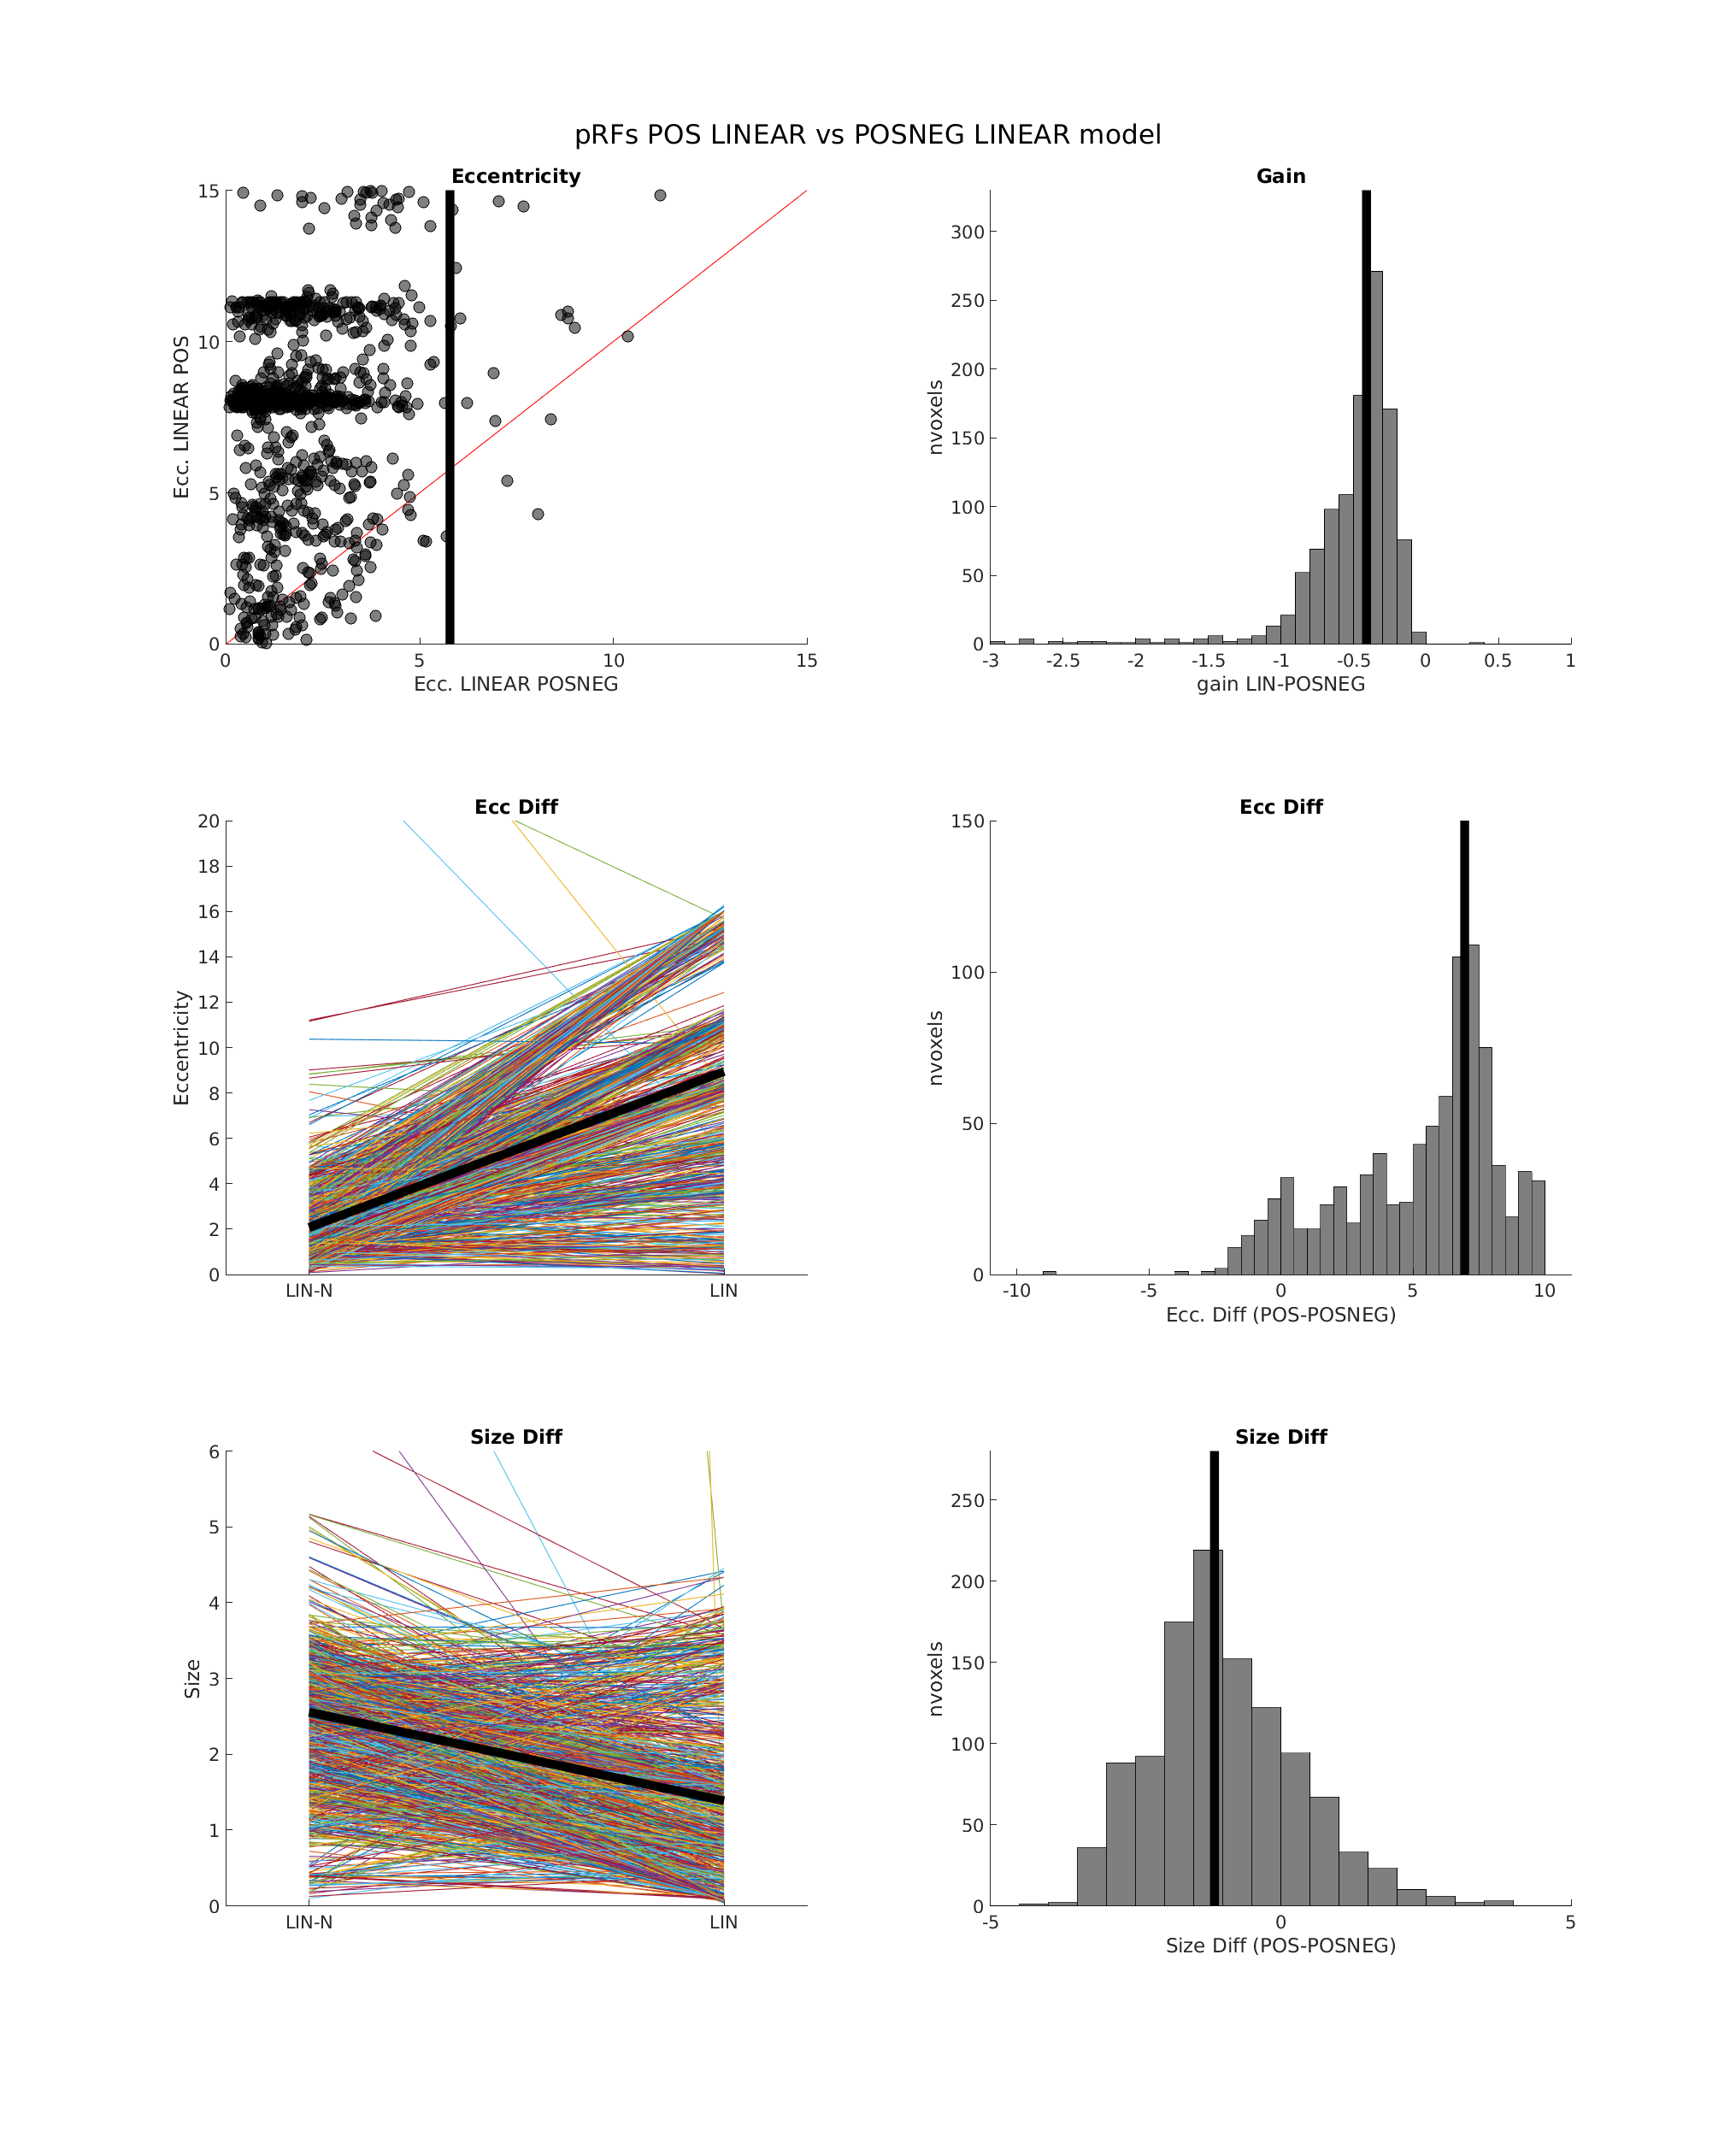 pRFs POS LINEAR vs POSNEG LINEAR model
Eccentricity
15
10
5
0
Ecc. LINEAR POS
0 5 10 15
Ecc. LINEAR POSNEG
Gain
300
250
200
150
100
50
0
nvoxels
-3 -2.5 -2 -1.5 -1 -0.5 0 0.5 1
gain LIN-POSNEG
Ecc Diff
20
18
16
14
12
10
8
6
4
2
0
Eccentricity
LIN-N LIN
Ecc Diff
150
100
50
0
nvoxels
-10 -5 0 5 10
Ecc. Diff (POS-POSNEG)
Size Diff
6
5
4
3
2
1
0
Size
LIN-N LIN
Size Diff
250
200
150
100
50
0
nvoxels
-5 0 5
Size Diff (POS-POSNEG)